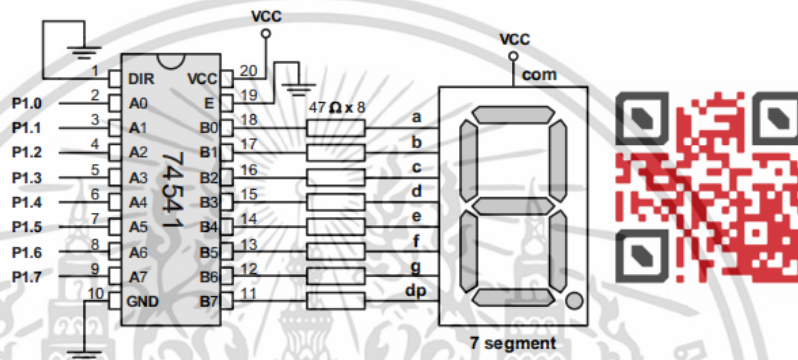 VCC
VCC
1 DIR VCC 20
P1.0 2 A0 E 19
47 Ω x 8
P1.1 3 A1 B0 18 a
P1.2 4 A2 B1 17 b
P1.3 5 A3 B2 16 c
P1.4 6 A4 B3 15 d
P1.5 7 A5 B4 14 e
P1.6 8 A6 B5 13 f
P1.7 9 A7 B6 12 g
10 GND B7 11 dp
74541
com
7 segment